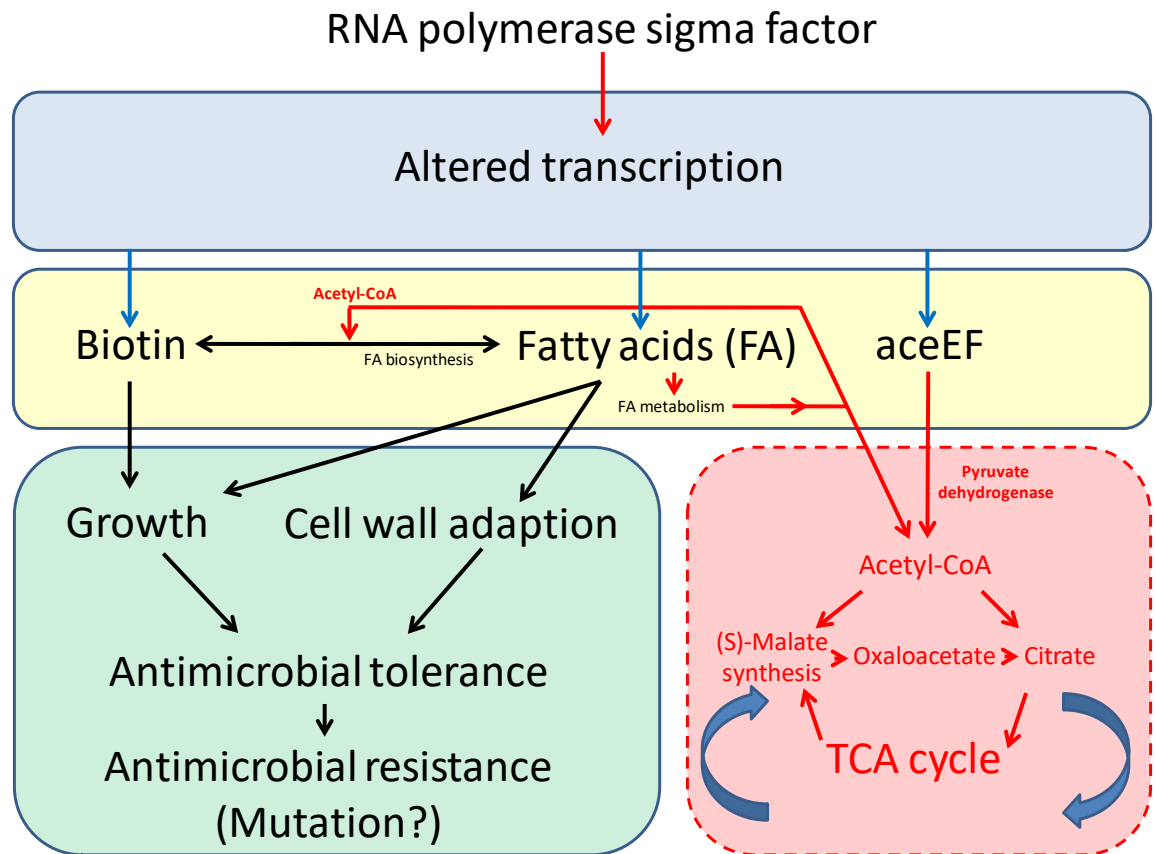 RNA polymerase sigma factor
Altered transcription
Acetyl-CoA
Biotin
FA biosynthesis
Fatty acids (FA)
aceEF
FA metabolism
Pyruvate
dehydrogenase
Growth
Cell wall adaption
Acetyl-CoA
(S)-Malate
synthesis
Oxaloacetate
Citrate
Antimicrobial tolerance
TCA cycle
Antimicrobial resistance
(Mutation?)